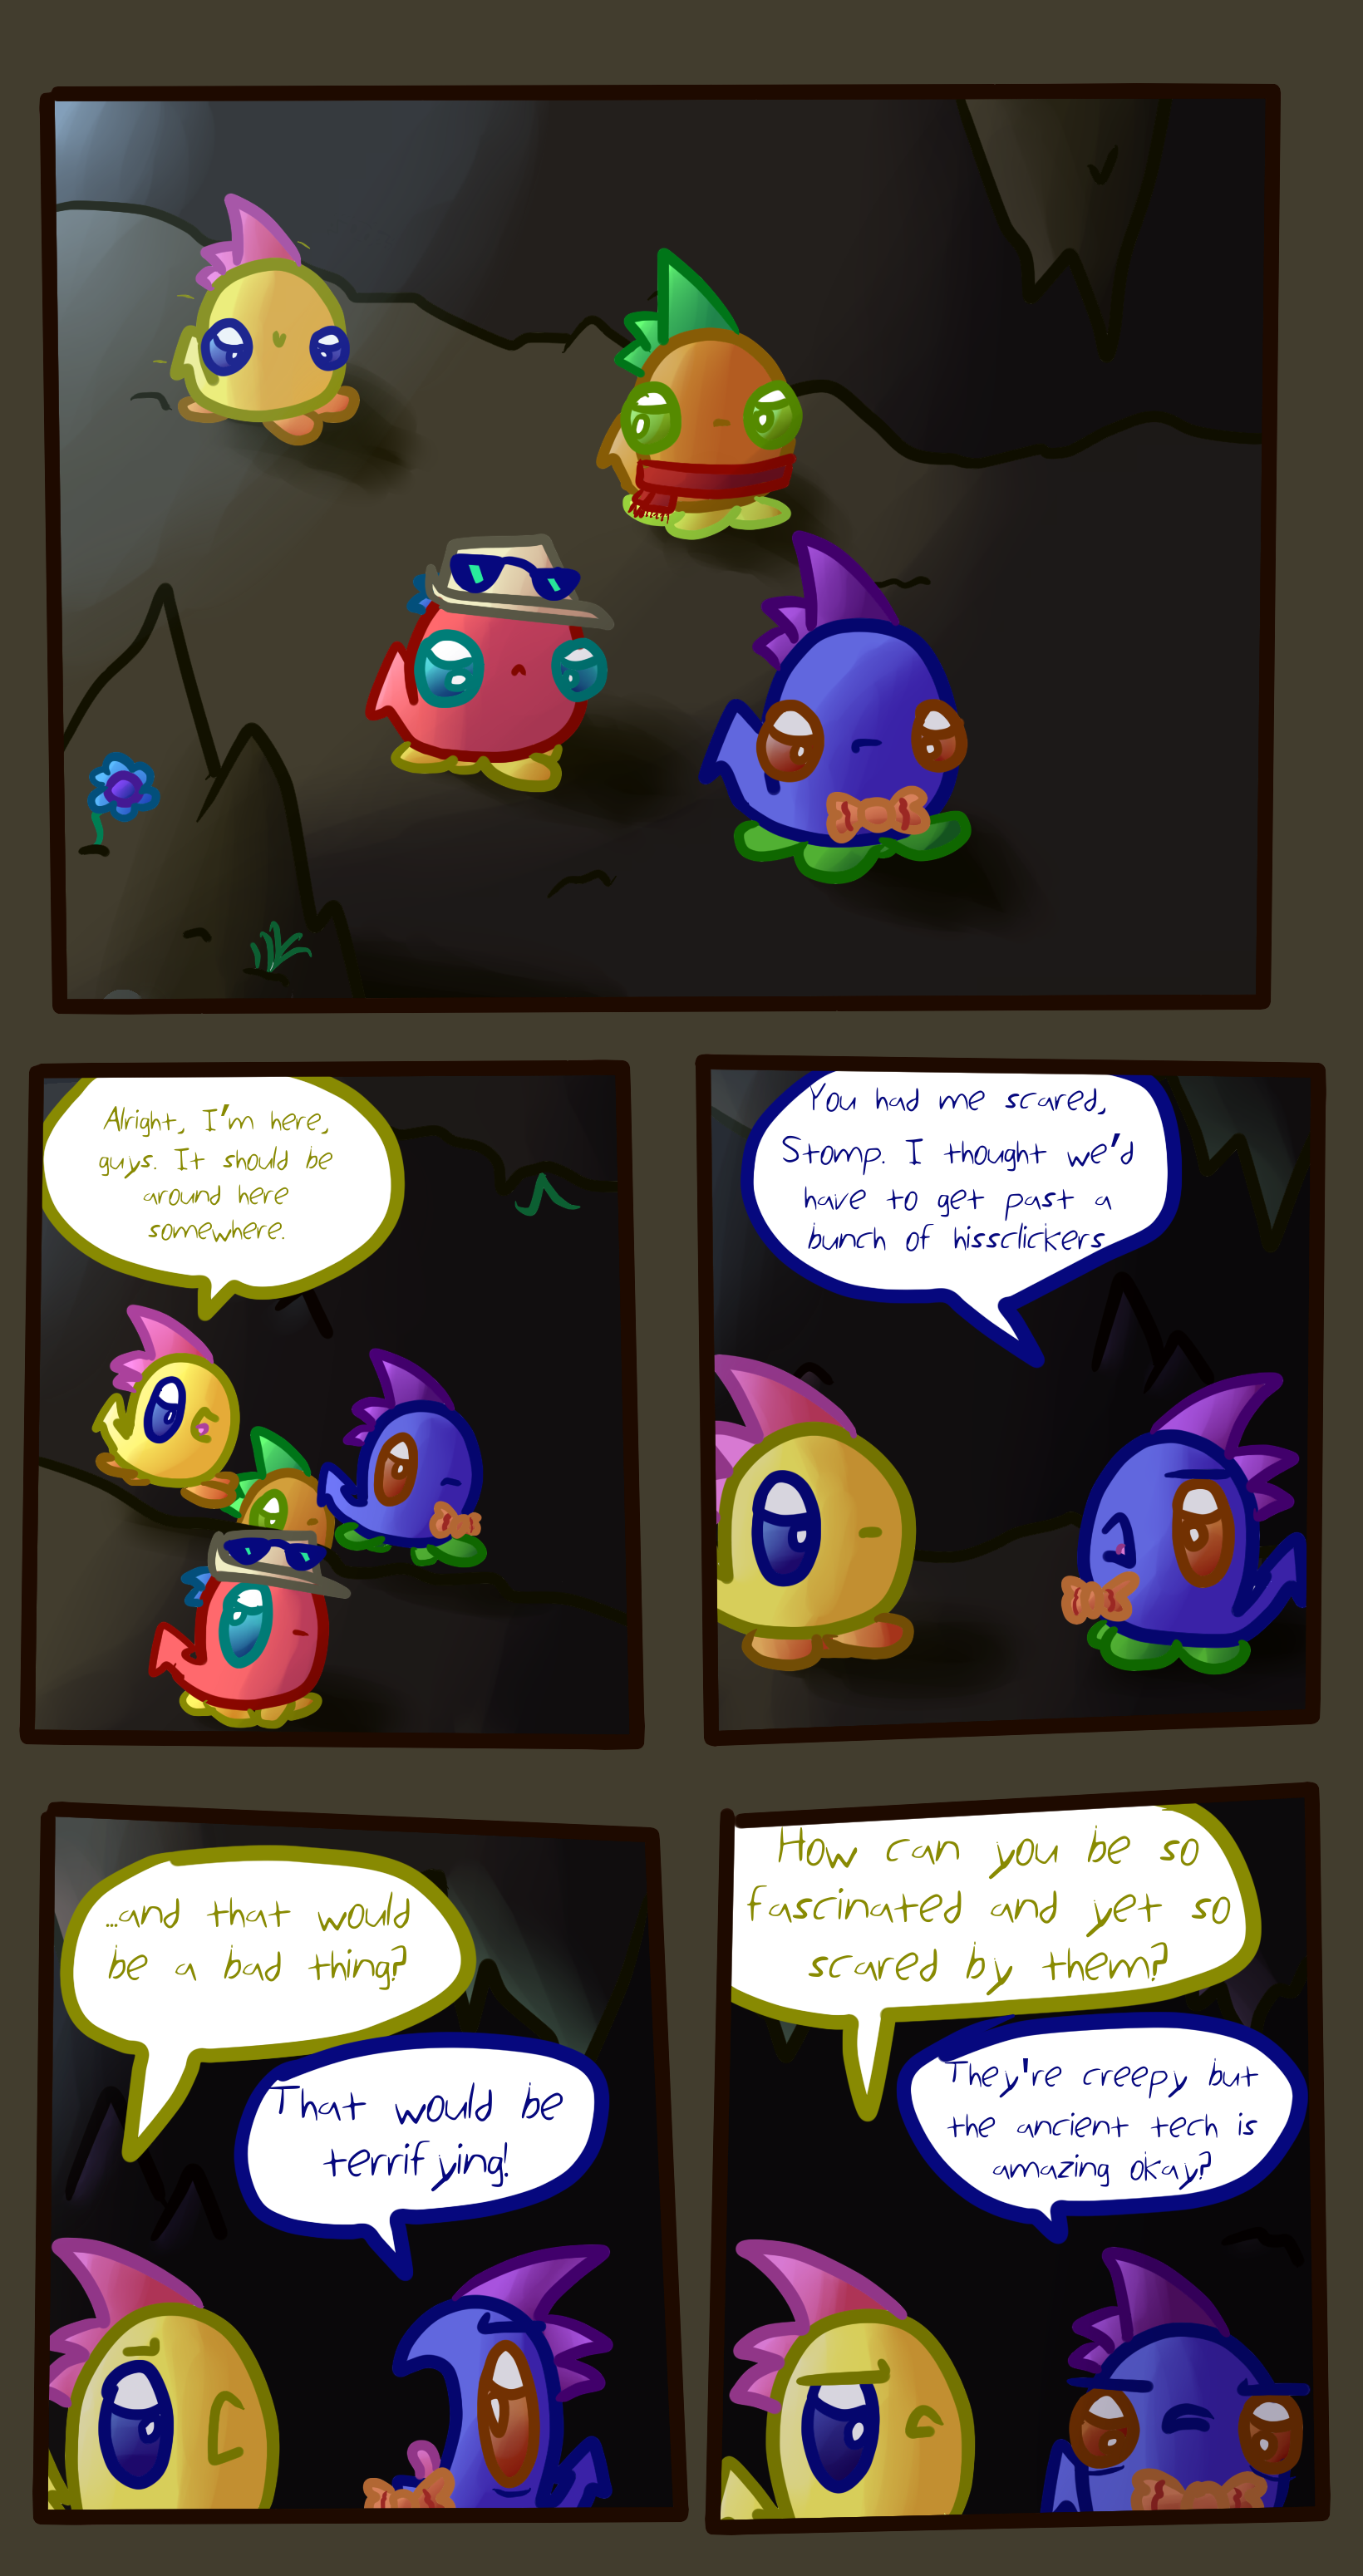 Alright, I'm here,
guys. It should be
around here
somewhere.
You had me scared,
Stomp. I thought we'd
have to get past a
bunch of hissclickers
...and that would
be a bad thing?
That would be
terrifying!
How can you be so
fascinated and yet so
scared by them?
They're creepy but
the ancient tech is
amazing okay?